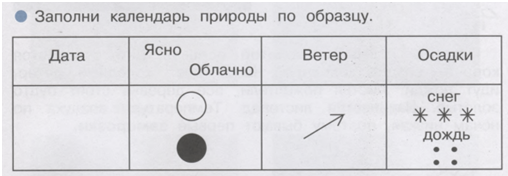 Заполни календарь природы по образцу.
Дата
Ясно
Облачно
Ветер
Осадки
снег
дождь